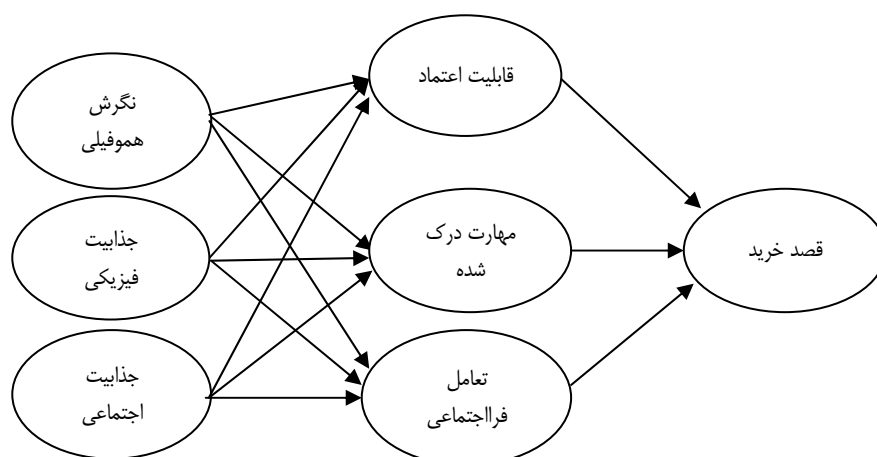 نگرش
هموفیلی
جذابیت
فیزیکی
جذابیت
اجتماعی
قابلیت اعتماد
مهارت درک
شده
تعامل
فرااجتماعی
قصد خرید